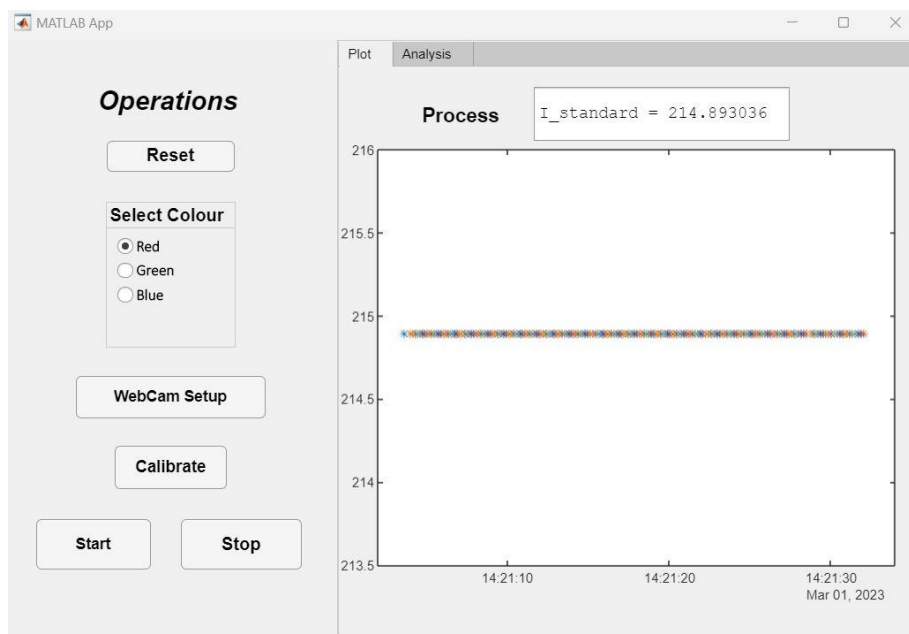 MATLAB App
Operations
Reset
Select Colour
Red
Green
Blue
WebCam Setup
Calibrate
Start Stop
Plot Analysis
Process I_standard = 214.893036
216
215.5
215
214.5
214
213.5
14:21:10 14:21:20 14:21:30
Mar 01, 2023